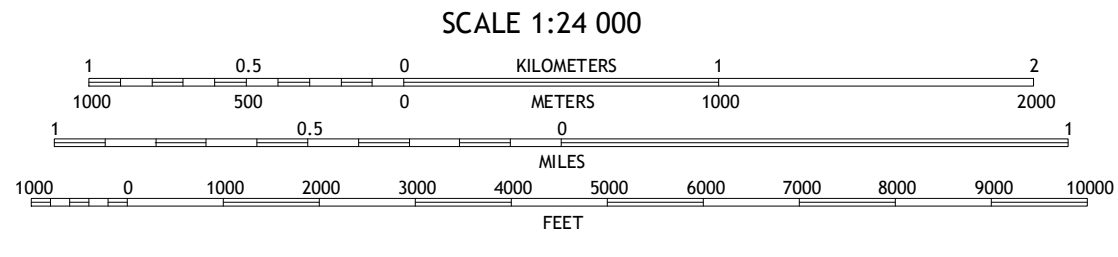 SCALE 1:24 000
1 0.5 0 KILOMETERS 1 2
1000 500 0 METERS 1000 2000
1 0.5 0 1
MILES
1000 0 1000 2000 3000 4000 5000 6000 7000 8000 9000 10000
FEET